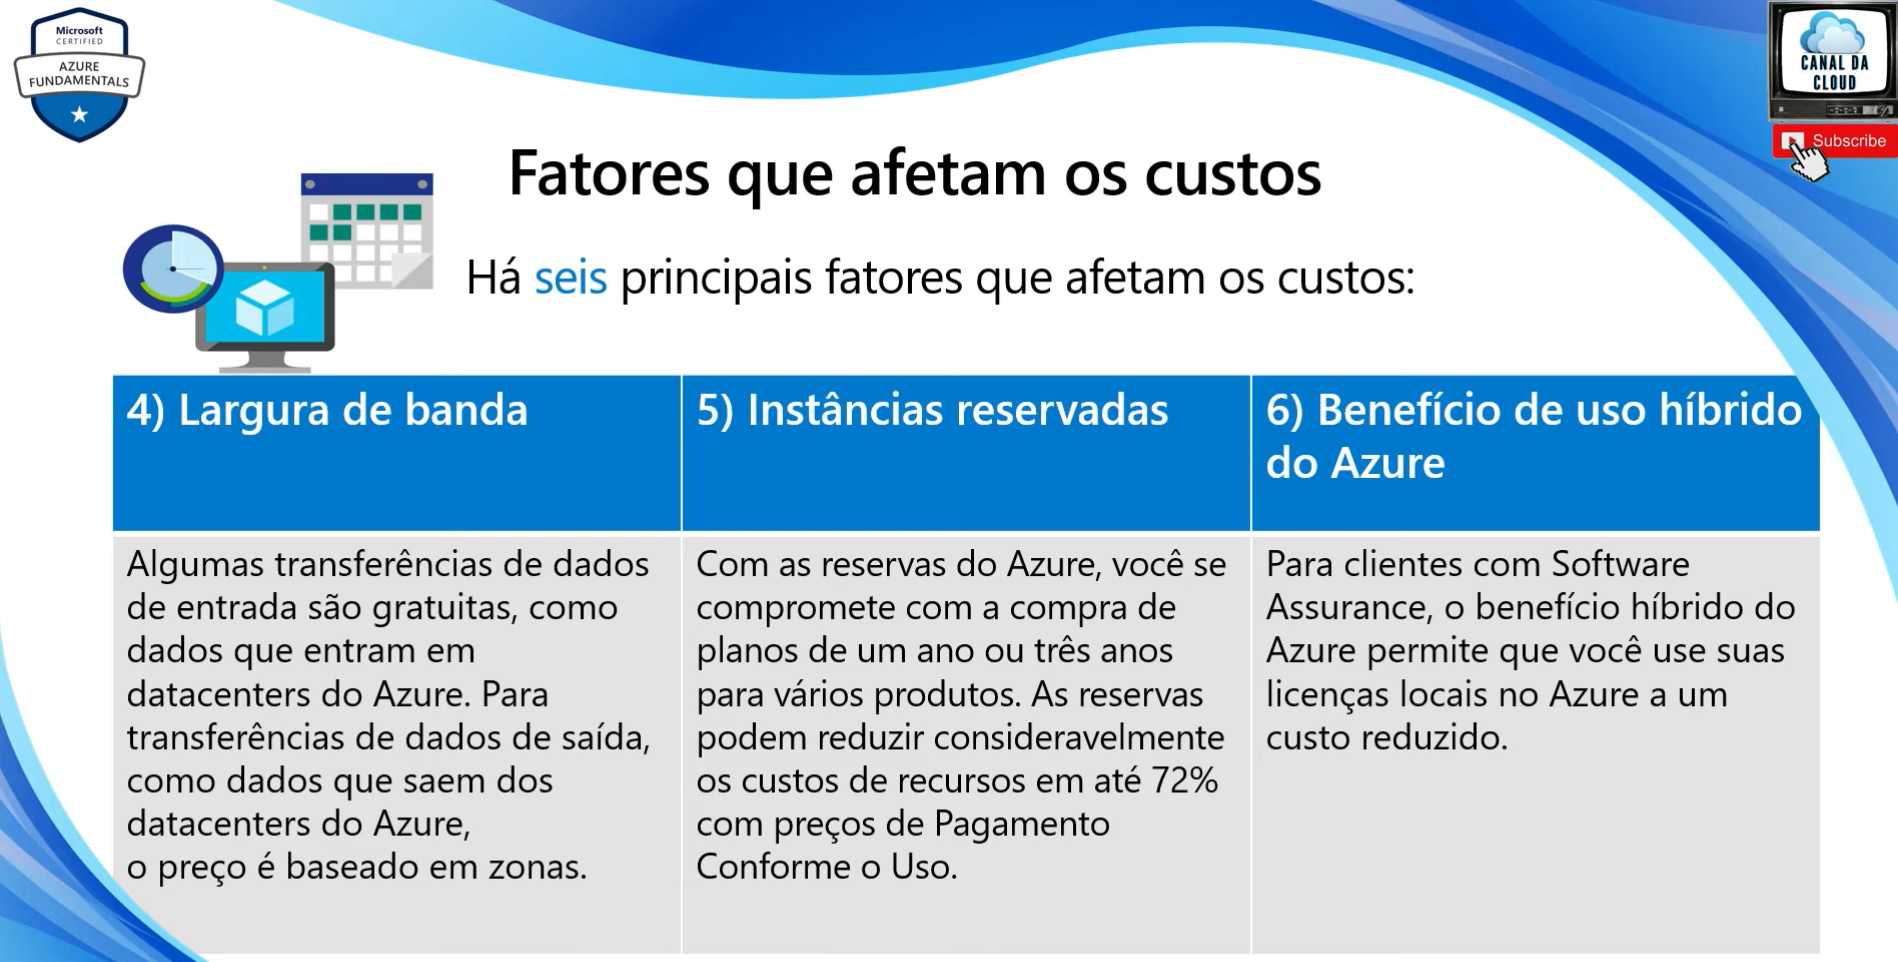 Microsoft
CERTIFIED
AZURE
FUNDAMENTALS
CANAL DA
CLOUD
Subscribe
Fatores que afetam os custos
Há seis principais fatores que afetam os custos:
4) Largura de banda
5) Instâncias reservadas
6) Benefício de uso híbrido
do Azure
Algumas transferências de dados
de entrada são gratuitas, como
dados que entram em
datacenters do Azure. Para
transferências de dados de saída,
como dados que saem dos
datacenters do Azure,
o preço é baseado em zonas.
Com as reservas do Azure, você se
compromete com a compra de
planos de um ano ou três anos
para vários produtos. As reservas
podem reduzir consideravelmente
os custos de recursos em até 72%
com preços de Pagamento
Conforme o Uso.
Para clientes com Software
Assurance, o benefício híbrido do
Azure permite que você use suas
licenças locais no Azure a um
custo reduzido.